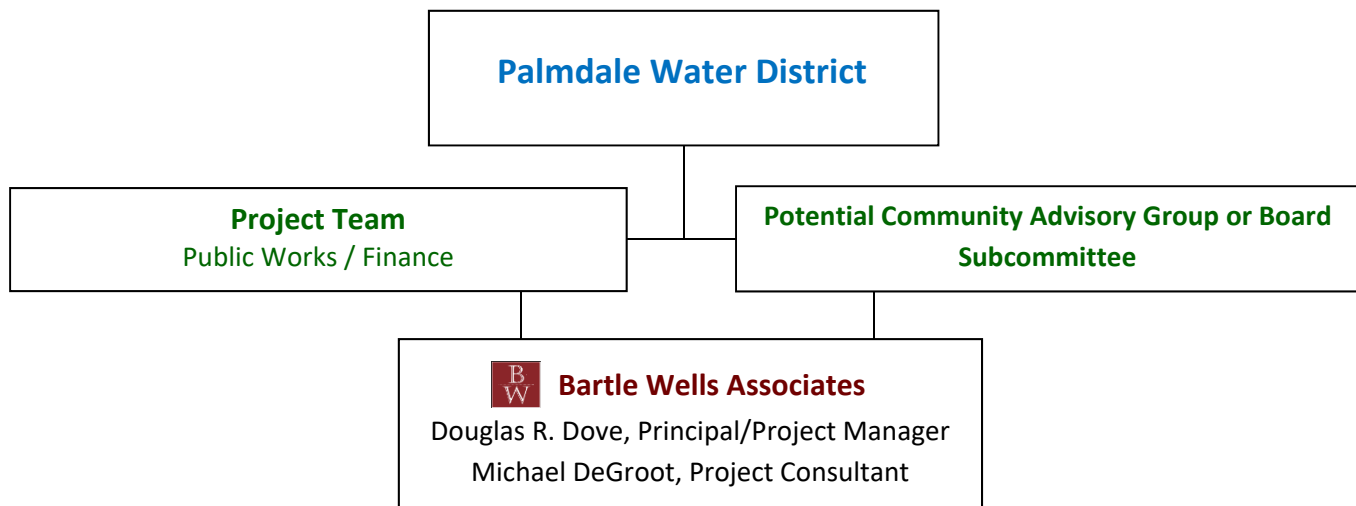 Palmdale Water District
Project Team
Public Works / Finance
Potential Community Advisory Group or Board
Subcommittee
B
W
Bartle Wells Associates
Douglas R. Dove, Principal/Project Manager
Michael DeGroot, Project Consultant